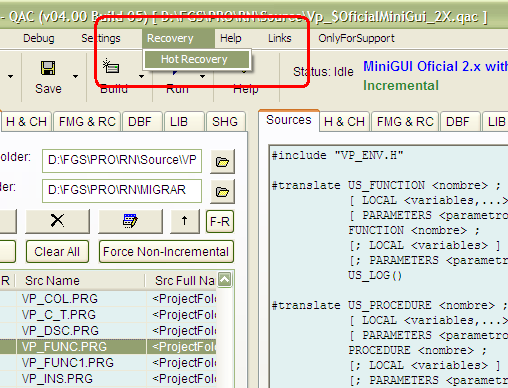 - QAC (v04.00 Build 05) [ D:\FGS\PRO\RN\Source\Vp_$OficialMiniGui_2X.qac ]
Debug Settings Recovery Help Links OnlyForSupport
Hot Recovery
Save Build Run Help
Status: Idle
MiniGUI Oficial 2.x with
Incremental
H & CH FMG & RC DBF LIB SHG
Sources H & CH FMG & RC DBF LIB
older: D:\FGS\PRO\RN\Source\VP
der: D:\FGS\PRO\RN\MIGRAR
F-R
Clear All Force Non-Incremental
R Src Name Src Full Na
VP_COL.PRG <ProjectFol
VP_C_T.PRG <ProjectFol
VP_DSC.PRG <ProjectFol
VP_FUNC.PRG <ProjectFol
VP_FUNC1.PRG <ProjectFol
VP_INS.PRG <ProjectFol
#include "VP_ENV.H"
#translate US_FUNCTION <nombre> ;
[ LOCAL <variables,...>
[ PARAMETERS <parametro
FUNCTION <nombre> ;
[; LOCAL <variables> ]
[; PARAMETERS <parametr
US_LOG()
#translate US_PROCEDURE <nombre> ;
[ LOCAL <variables,...>
[ PARAMETERS <parametro
PROCEDURE <nombre> ;
[; LOCAL <variables> ]
[; PARAMETERS <parametr